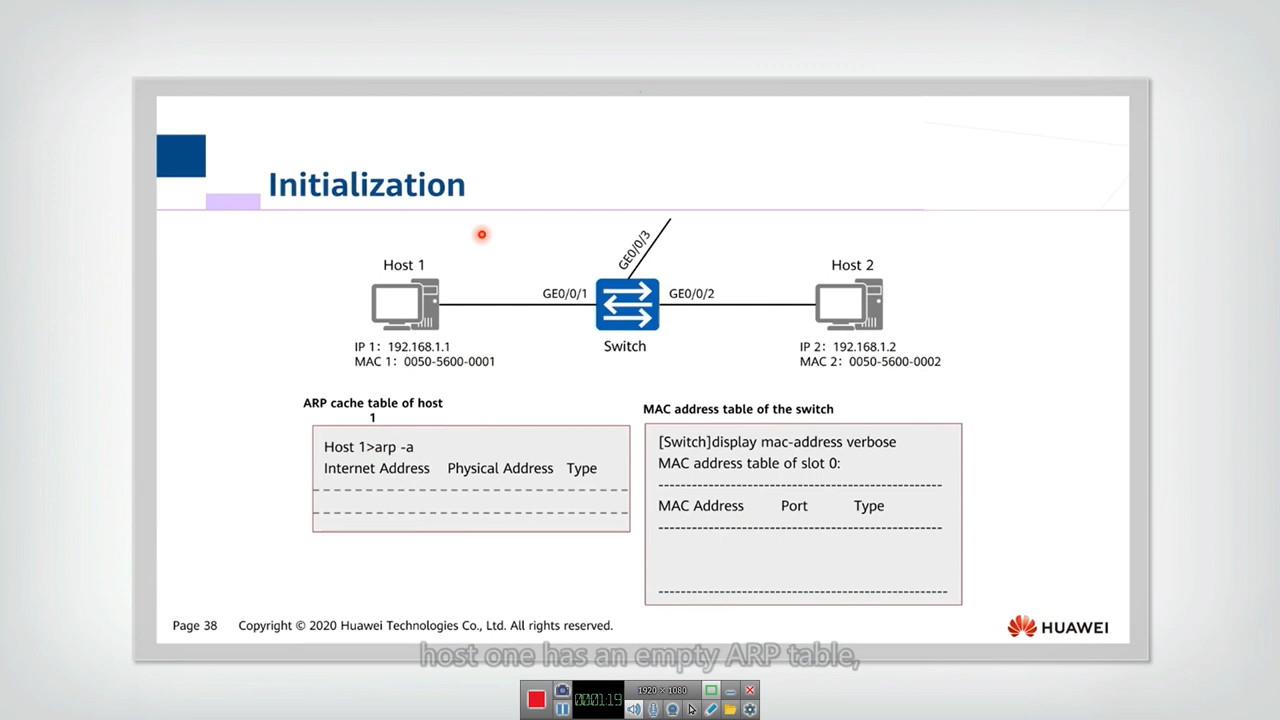 Initialization
GE0/0/3
Host 1
Host 2
GE0/0/1
GE0/0/2
IP 1: 192.168.1.1
MAC 1: 0050-5600-0001
Switch
IP 2: 192.168.1.2
MAC 2: 0050-5600-0002
ARP cache table of host
1
Host 1>arp -a
Internet Address Physical Address Type
MAC address table of the switch
[Switch]display mac-address verbose
MAC address table of slot 0:
MAC Address Port Type
Page 38 Copyright © 2020 Huawei Technologies Co., Ltd. All rights reserved.
HUAWEI
host one has an empty ARP table,
000:1:19
1920 × 1080